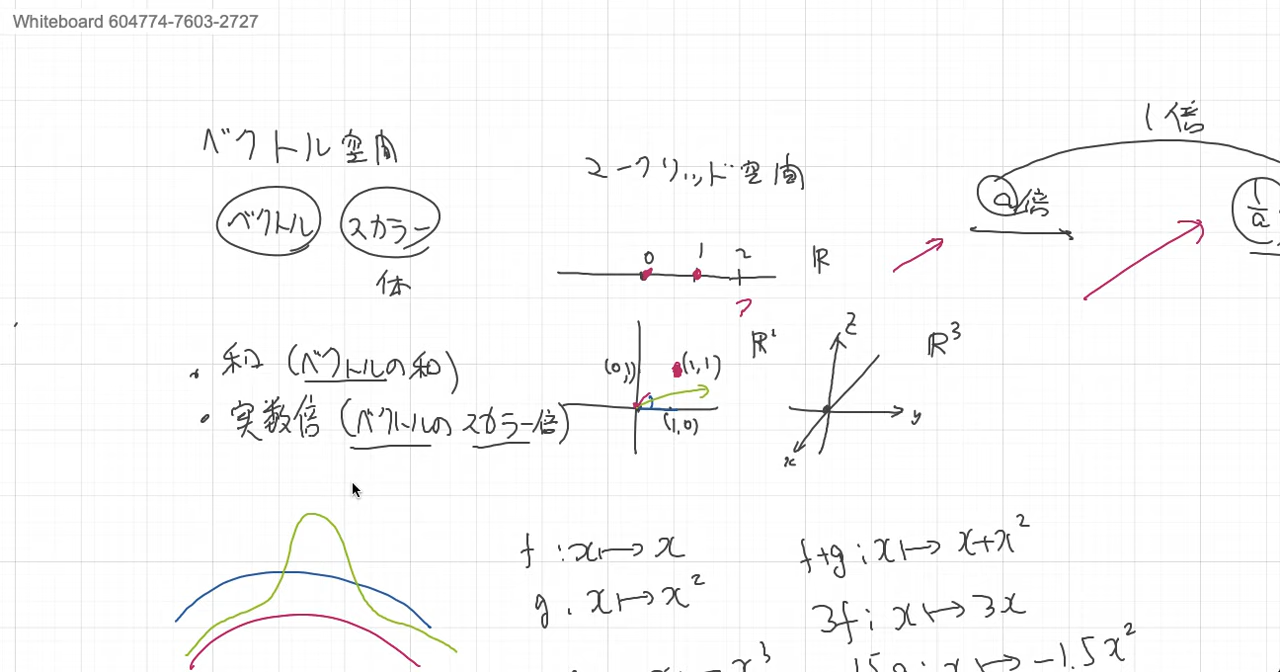 Whiteboard 604774-7603-2727
ベクトル空間
ベクトル スカラー
体
・和 (ベクトルの和)
・実数倍 (ベクトルの スカラー倍)
ユークリッド空間
0 1 2 ℝ
(0,1) (1,1)
(1,0)
z ℝ³
y
x
1倍
a倍 1/a
f : x ↦ x
g : x ↦ x²
f+g : x ↦ x+x²
3f : x ↦ 3x
x ↦ -1.5x²
x³